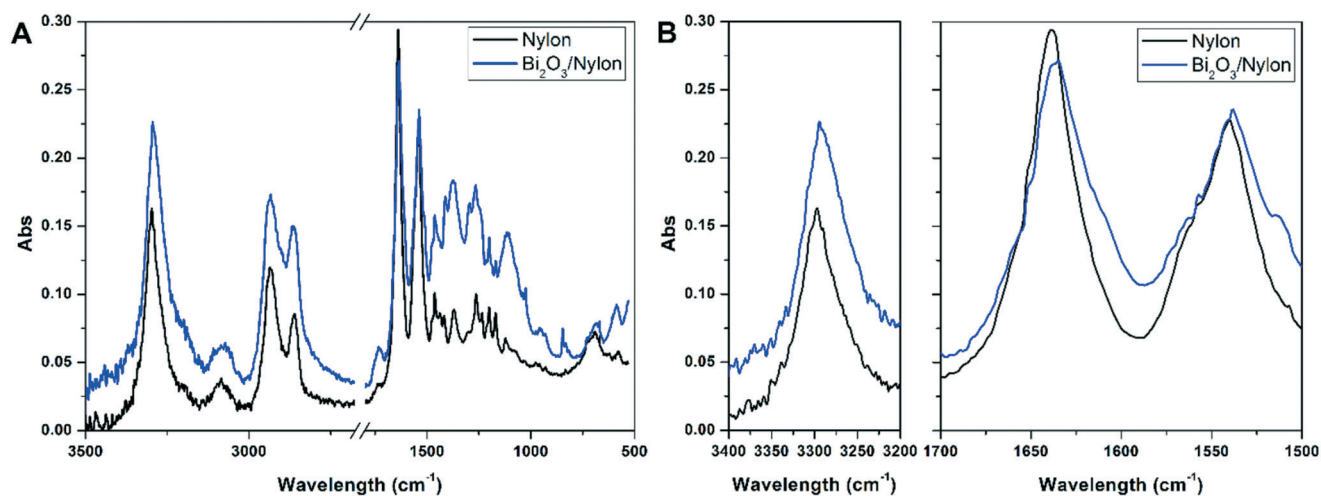 A
Abs
0.30
0.25
0.20
0.15
0.10
0.05
0.00
Nylon
Bi₂O₃/Nylon
3500 3000 1500 1000 500
Wavelength (cm⁻¹)
B
Abs
0.30
0.25
0.20
0.15
0.10
0.05
0.00
3400 3350 3300 3250 3200
Nylon
Bi₂O₃/Nylon
1700 1650 1600 1550 1500
Wavelength (cm⁻¹)